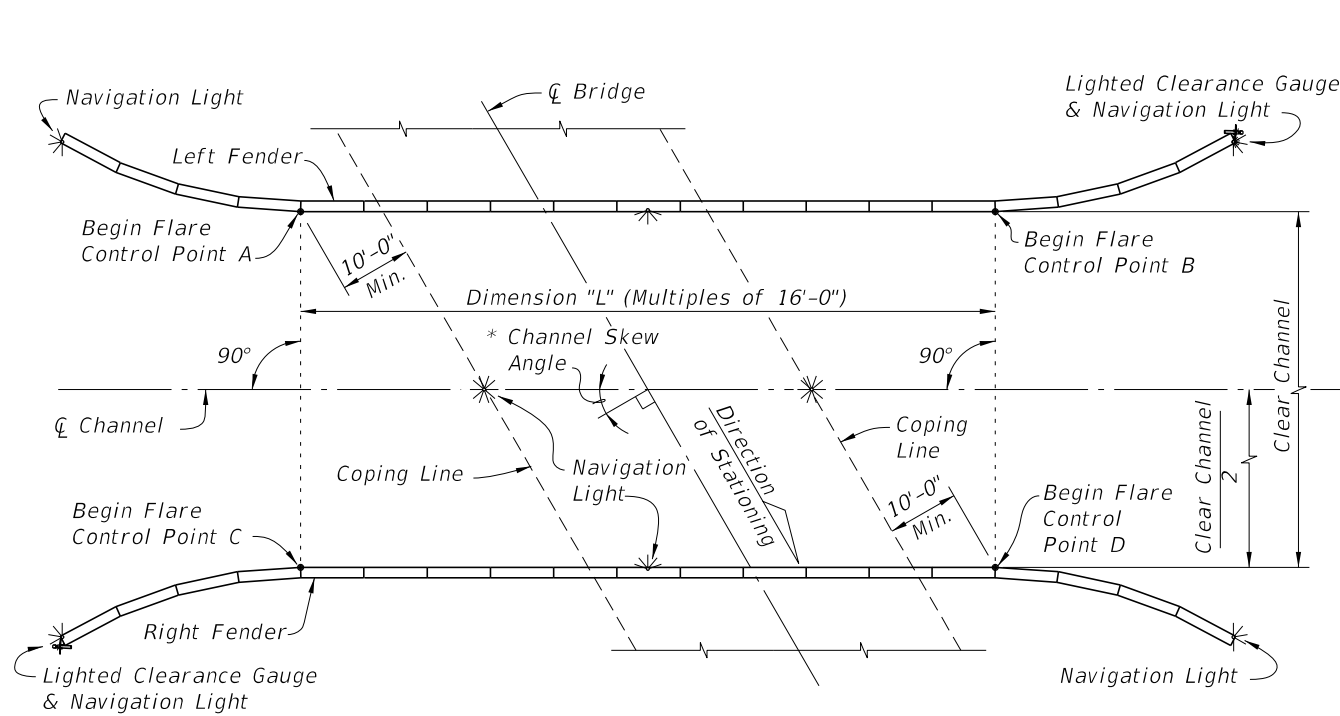 Navigation Light
℄ Bridge
Lighted Clearance Gauge
& Navigation Light
Left Fender
Begin Flare
Control Point A
10'-0"
Min.
Begin Flare
Control Point B
Dimension "L" (Multiples of 16'-0")
* Channel Skew
Angle
90°
90°
Clear Channel
℄ Channel
Coping Line
Navigation
Light
Direction
of Stationing
Coping
Line
Clear Channel
2
10'-0"
Min.
Begin Flare
Control Point C
Begin Flare
Control
Point D
Right Fender
Lighted Clearance Gauge
& Navigation Light
Navigation Light